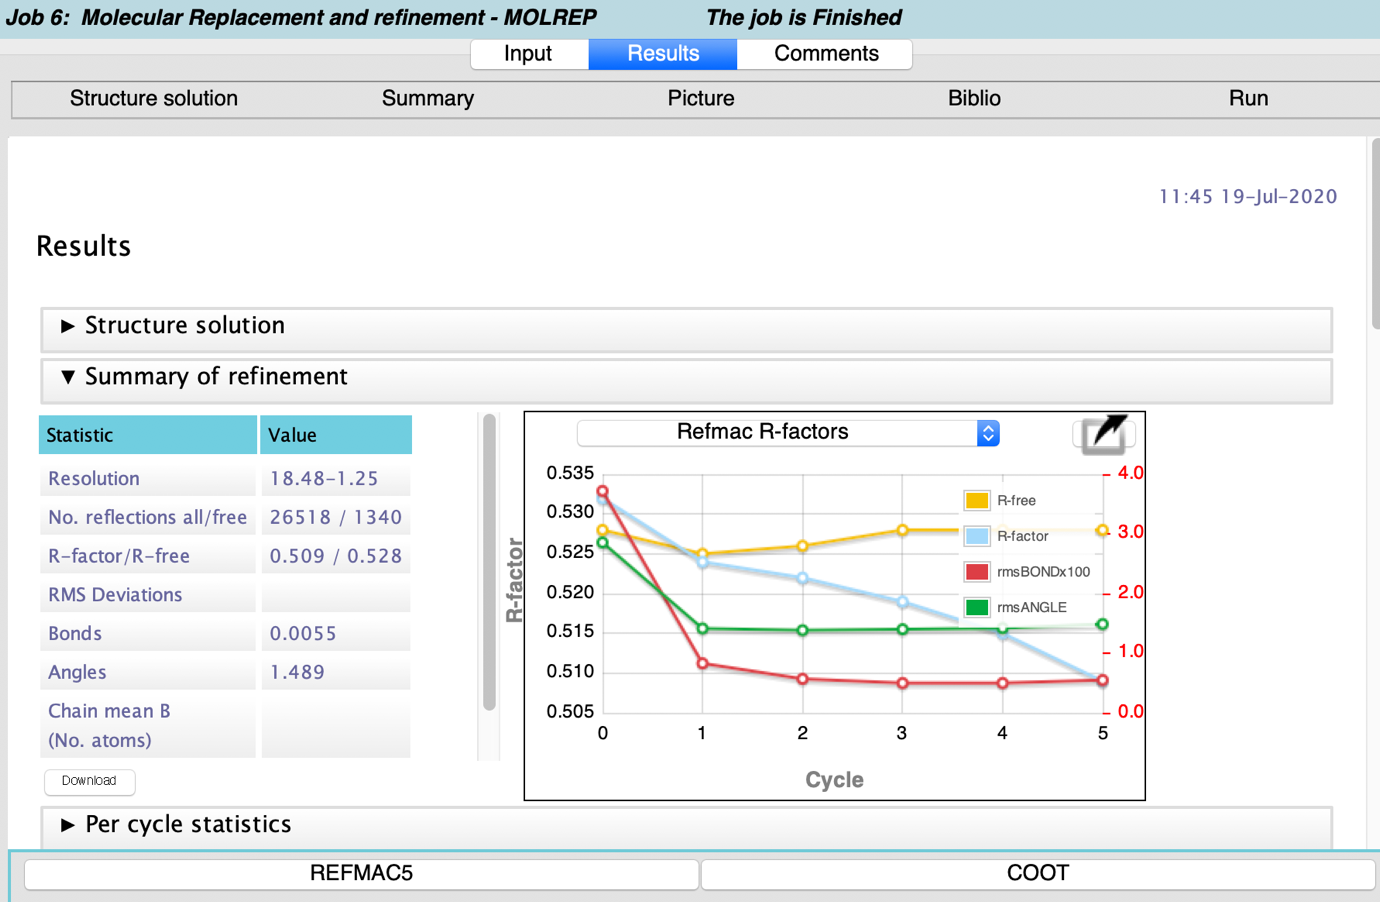 Job 6: Molecular Replacement and refinement - MOLREP The job is Finished
Input Results Comments
Structure solution Summary Picture Biblio Run
11:45 19-Jul-2020
Results
► Structure solution
▼ Summary of refinement
Statistic Value
Resolution 18.48-1.25
No. reflections all/free 26518 / 1340
R-factor/R-free 0.509 / 0.528
RMS Deviations
Bonds 0.0055
Angles 1.489
Chain mean B
(No. atoms)
Download
Refmac R-factors
R-factor
0.535
0.530
0.525
0.520
0.515
0.510
0.505
4.0
3.0
2.0
1.0
0.0
R-free
R-factor
rmsBONDx100
rmsANGLE
0 1 2 3 4 5
Cycle
► Per cycle statistics
REFMAC5 COOT